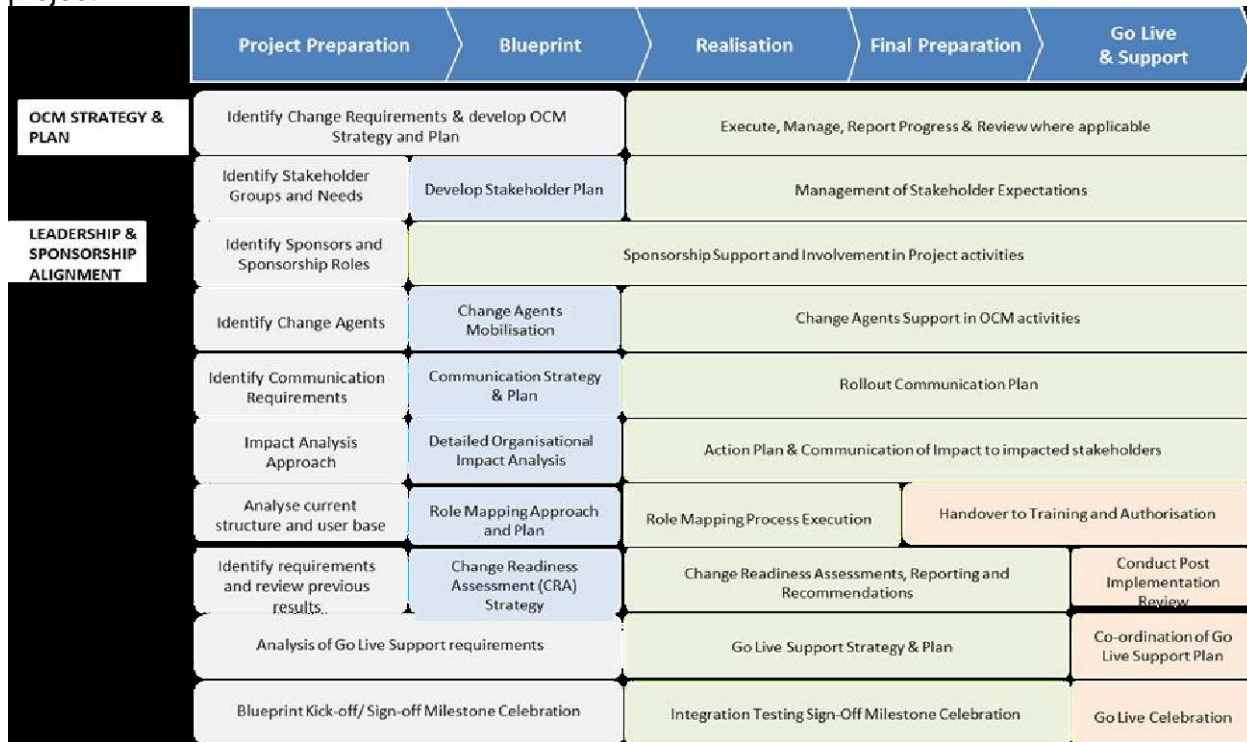 Project Preparation
Blueprint
Realisation
Final Preparation
Go Live
& Support
OCM STRATEGY &
PLAN
Identify Change Requirements & develop OCM
Strategy and Plan
Execute, Manage, Report Progress & Review where applicable
Identify Stakeholder
Groups and Needs
Develop Stakeholder Plan
Management of Stakeholder Expectations
LEADERSHIP &
SPONSORSHIP
ALIGNMENT
Identify Sponsors and
Sponsorship Roles
Sponsorship Support and Involvement in Project activities
Identify Change Agents
Change Agents
Mobilisation
Change Agents Support in OCM activities
Identify Communication
Requirements
Communication Strategy
& Plan
Rollout Communication Plan
Impact Analysis
Approach
Detailed Organisational
Impact Analysis
Action Plan & Communication of Impact to impacted stakeholders
Analyse current
structure and user base
Role Mapping Approach
and Plan
Role Mapping Process Execution
Handover to Training and Authorisation
Identify requirements
and review previous
results
Change Readiness
Assessment (CRA)
Strategy
Change Readiness Assessments, Reporting and
Recommendations
Conduct Post
Implementation
Review
Analysis of Go Live Support requirements
Go Live Support Strategy & Plan
Co-ordination of Go
Live Support Plan
Blueprint Kick-off/ Sign-off Milestone Celebration
Integration Testing Sign-Off Milestone Celebration
Go Live Celebration